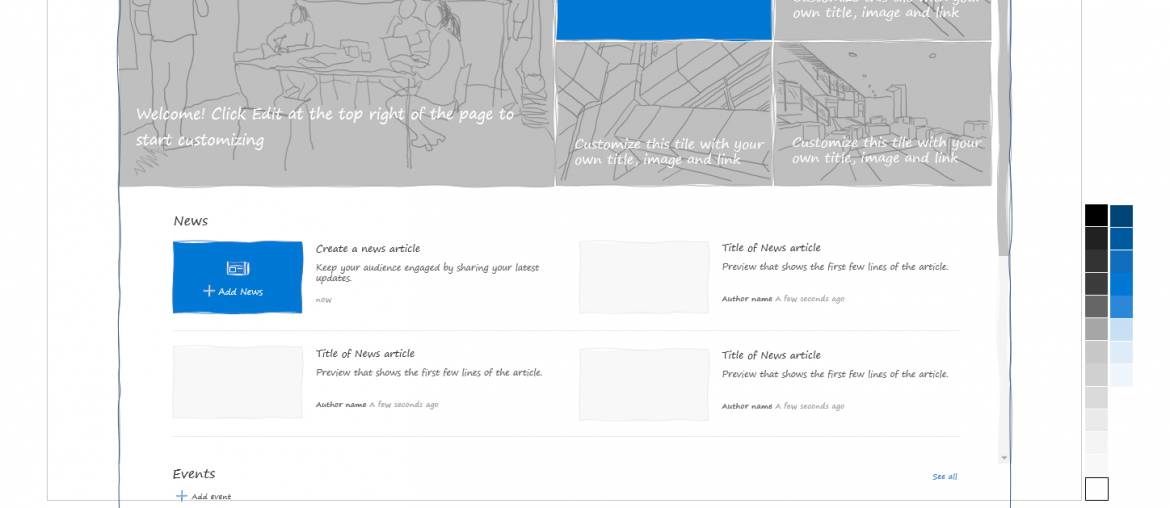 Customize this tile with your
own title, image and link
Welcome! Click Edit at the top right of the page to
start customizing
Customize this tile with your
own title, image and link
Customize this tile with your
own title, image and link
News
Create a news article
Keep your audience engaged by sharing your latest
updates.
now
Add News
Title of News article
Preview that shows the first few lines of the article.
Author name A few seconds ago
Title of News article
Preview that shows the first few lines of the article.
Author name A few seconds ago
Title of News article
Preview that shows the first few lines of the article.
Author name A few seconds ago
Events
See all
Add event